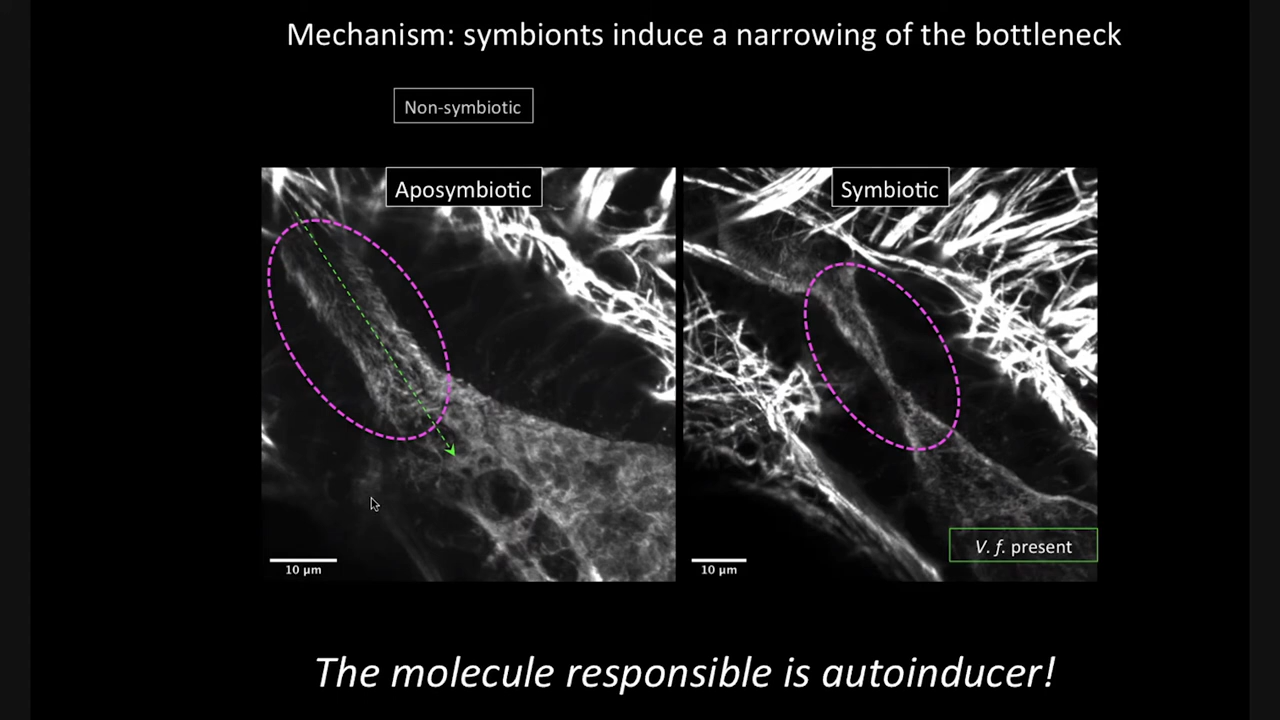 Mechanism: symbionts induce a narrowing of the bottleneck
Non-symbiotic
Aposymbiotic
Symbiotic
V. f. present
10 µm
10 µm
The molecule responsible is autoinducer!